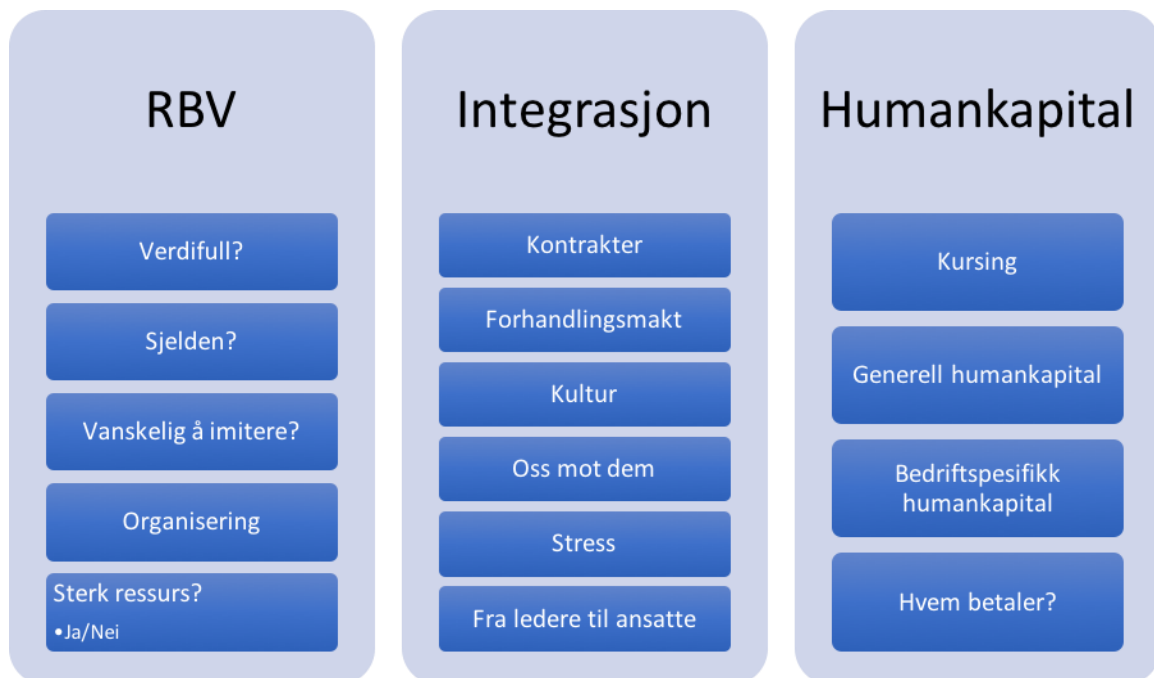 RBV
Verdifull?
Sjelden?
Vanskelig å imitere?
Organisering
Sterk ressurs?
•Ja/Nei
Integrasjon
Kontrakter
Forhandlingsmakt
Kultur
Oss mot dem
Stress
Fra ledere til ansatte
Humankapital
Kursing
Generell humankapital
Bedriftspesifikk
humankapital
Hvem betaler?